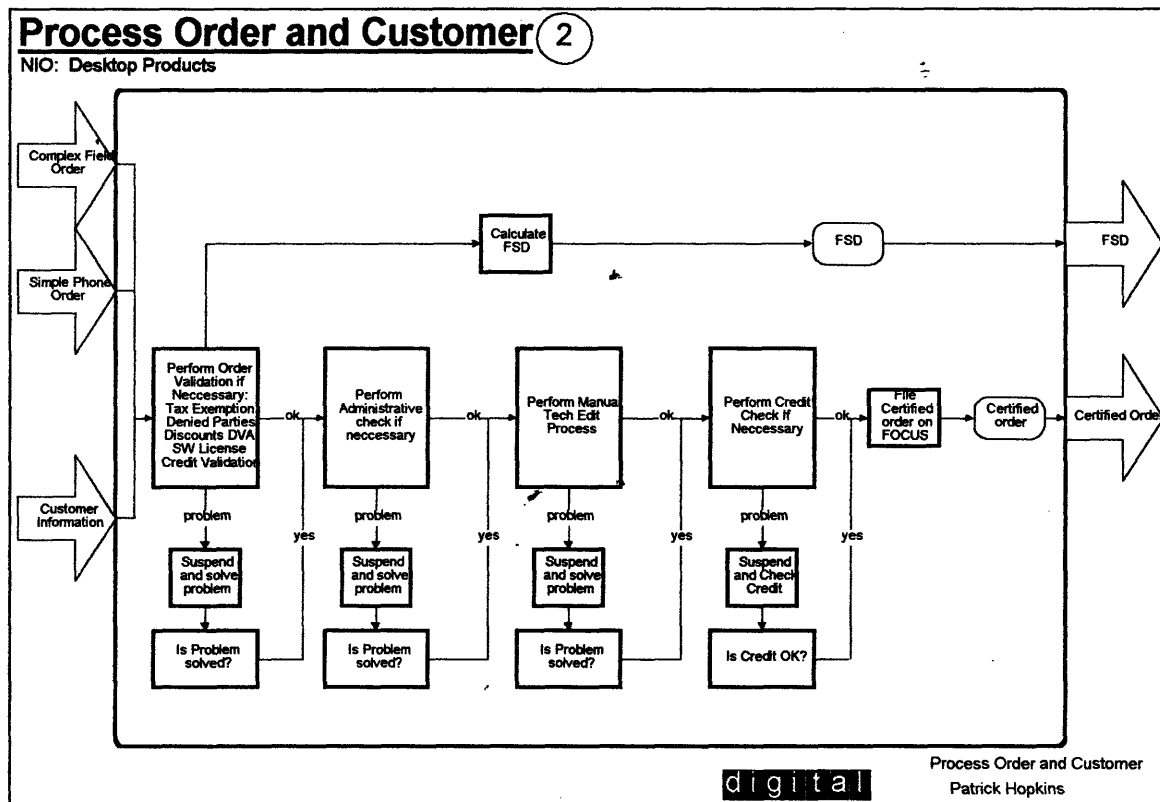 Process Order and Customer
2
NIO: Desktop Products
Complex Field
Order
Simple Phone
Order
Customer
Information
Calculate
FSD
FSD
FSD
Perform Order
Validation if
Neccessary:
Tax Exemption
Denied Parties
Discounts DVA
SW License
Credit Validation
ok
Perform
Administrative
check if
neccessary
ok
Perform Manual
Tech Edit
Process
ok
Perform Credit
Check If
Neccessary
ok
File
Certified
order on
FOCUS
Certified
order
Certified Order
problem
yes
problem
yes
problem
yes
problem
yes
Suspend
and solve
problem
Suspend
and solve
problem
Suspend
and solve
problem
Suspend
and Check
Credit
Is Problem
solved?
Is Problem
solved?
Is Problem
solved?
Is Credit OK?
digital
Process Order and Customer
Patrick Hopkins